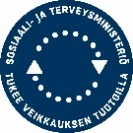 SOSIAALI- JA TERVEYSMINISTERIÖ
TUKEE VEIKKAUKSEN TUOTOILLA